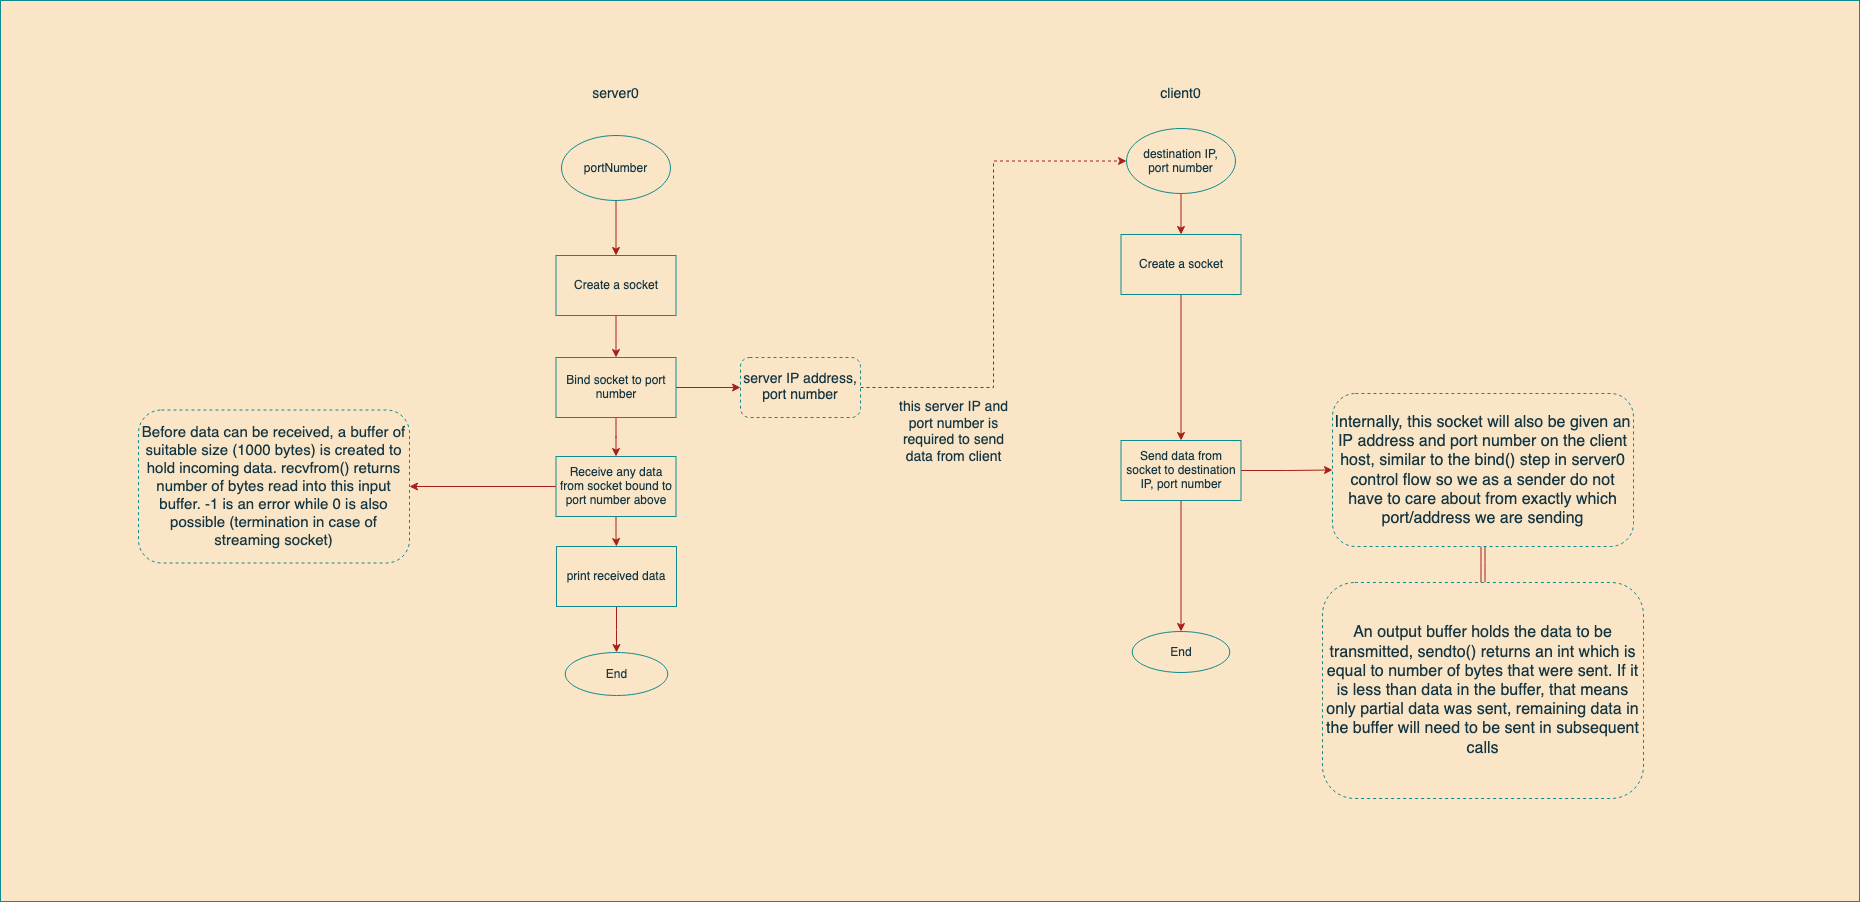 server0
portNumber
Create a socket
Bind socket to port
number
server IP address,
port number
this server IP and
port number is
required to send
data from client
Receive any data
from socket bound to
port number above
Before data can be received, a buffer of
suitable size (1000 bytes) is created to
hold incoming data. recvfrom() returns
number of bytes read into this input
buffer. -1 is an error while 0 is also
possible (termination in case of
streaming socket)
print received data
End
client0
destination IP,
port number
Create a socket
Send data from
socket to destination
IP, port number
Internally, this socket will also be given an
IP address and port number on the client
host, similar to the bind() step in server0
control flow so we as a sender do not
have to care about from exactly which
port/address we are sending
An output buffer holds the data to be
transmitted, sendto() returns an int which is
equal to number of bytes that were sent. If it
is less than data in the buffer, that means
only partial data was sent, remaining data in
the buffer will need to be sent in subsequent
calls
End